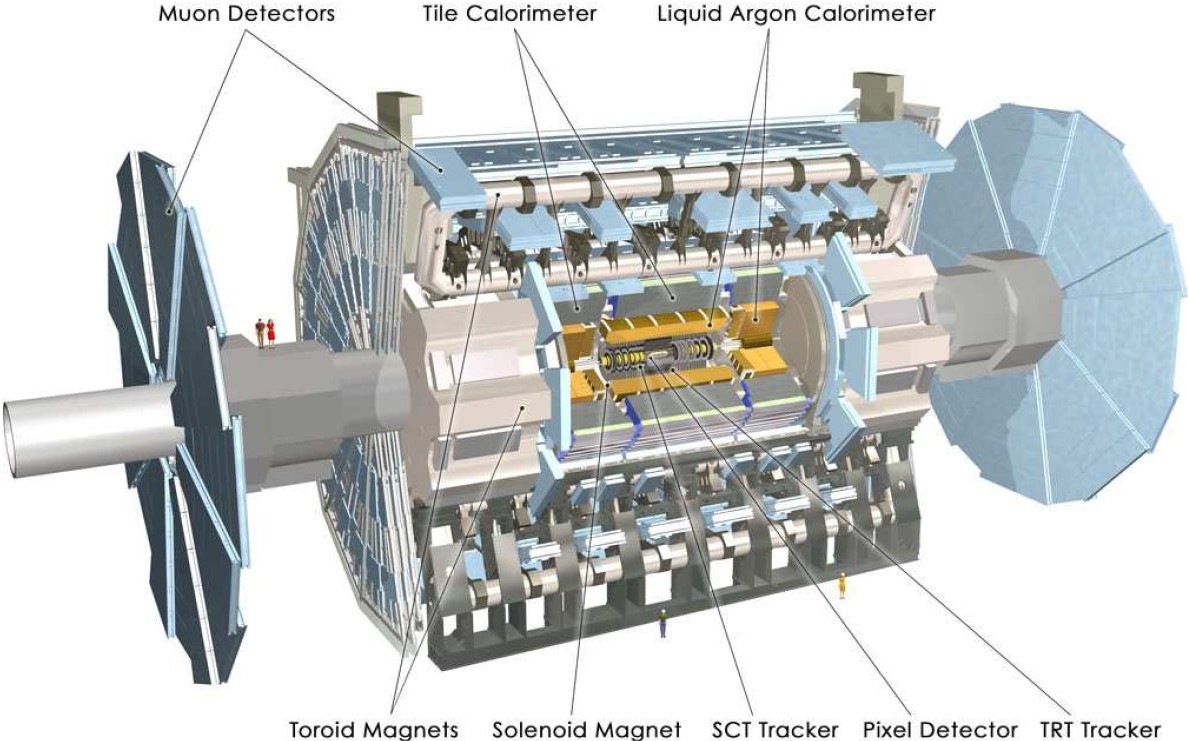 Muon Detectors
Tile Calorimeter
Liquid Argon Calorimeter
Toroid Magnets
Solenoid Magnet
SCT Tracker
Pixel Detector
TRT Tracker